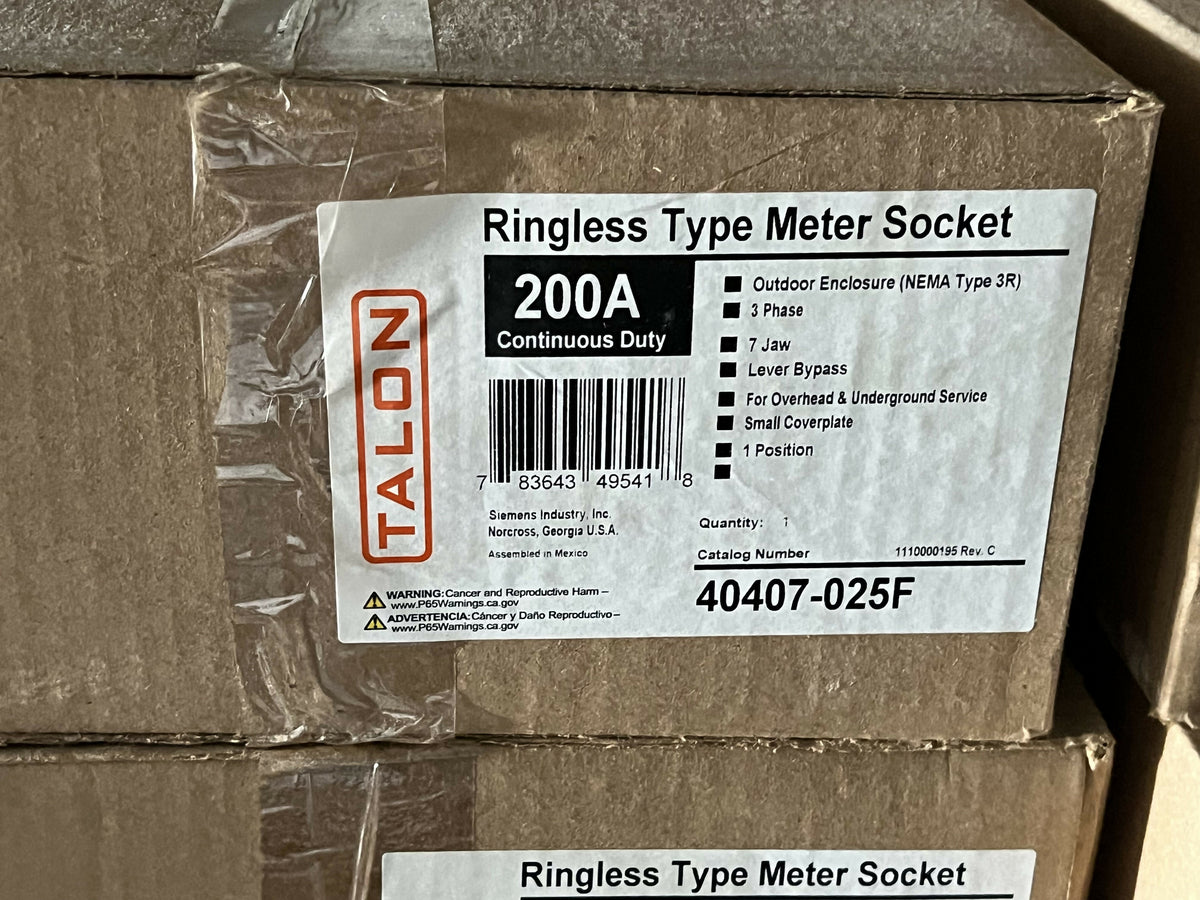 Ringless Type Meter Socket
200A
Continuous Duty
Outdoor Enclosure (NEMA Type 3R)
3 Phase
7 Jaw
Lever Bypass
For Overhead & Underground Service
Small Coverplate
1 Position
TALON
7 83643 49541 8
Siemens Industry, Inc.
Norcross, Georgia U.S.A.
Assembled in Mexico
Quantity: 1
Catalog Number 1110000195 Rev. C
40407-025F
WARNING: Cancer and Reproductive Harm –
www.P65Warnings.ca.gov
ADVERTENCIA: Cáncer y Daño Reproductivo –
www.P65Warnings.ca.gov
Ringless Type Meter Socket